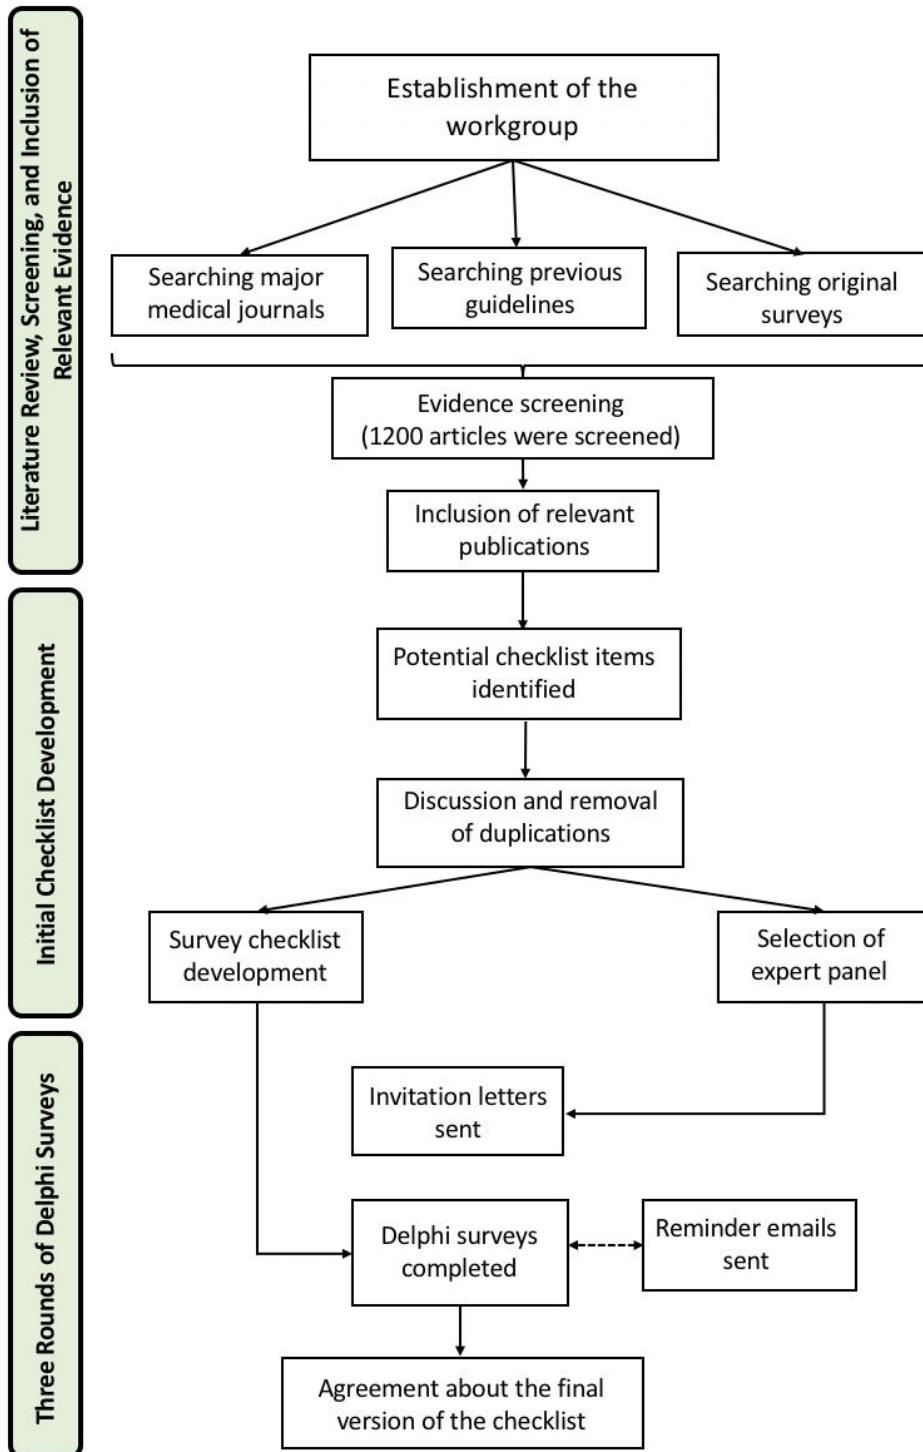 Literature Review, Screening, and Inclusion of
Relevant Evidence
Establishment of the
workgroup
Searching major
medical journals
Searching previous
guidelines
Searching original
surveys
Evidence screening
(1200 articles were screened)
Inclusion of relevant
publications
Initial Checklist Development
Potential checklist items
identified
Discussion and removal
of duplications
Survey checklist
development
Selection of
expert panel
Three Rounds of Delphi Surveys
Invitation letters
sent
Delphi surveys
completed
Reminder emails
sent
Agreement about the final
version of the checklist